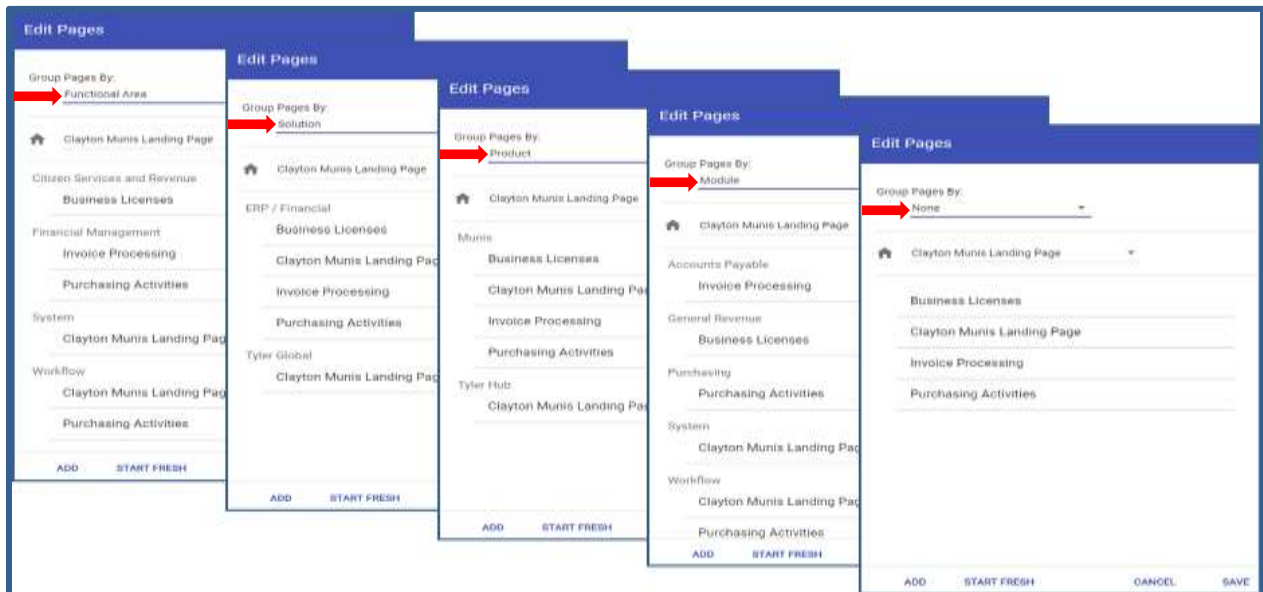 Edit Pages
Group Pages By:
Functional Area
Clayton Munis Landing Page
Citizen Services and Revenue
Business Licenses
Financial Management
Invoice Processing
Purchasing Activities
System
Clayton Munis Landing Pag
Workflow
Clayton Munis Landing Pag
Purchasing Activities
ADD START FRESH
Edit Pages
Group Pages By:
Solution
Clayton Munis Landing Page
ERP / Financial
Business Licenses
Clayton Munis Landing Pag
Invoice Processing
Purchasing Activities
Tyler Global
Clayton Munis Landing Pag
ADD START FRESH
Edit Pages
Group Pages By:
Product
Clayton Munis Landing Page
Munis
Business Licenses
Clayton Munis Landing Pa
Invoice Processing
Purchasing Activities
Tyler Hub
Clayton Munis Landing Pa
ADD START FRESH
Edit Pages
Group Pages By:
Module
Clayton Munis Landing Page
Accounts Payable
Invoice Processing
General Revenue
Business Licenses
Purchasing
Purchasing Activities
System
Clayton Munis Landing Pag
Workflow
Clayton Munis Landing Pag
Purchasing Activities
ADD START FRESH
Edit Pages
Group Pages By:
None
Clayton Munis Landing Page
Business Licenses
Clayton Munis Landing Page
Invoice Processing
Purchasing Activities
ADD START FRESH CANCEL SAVE